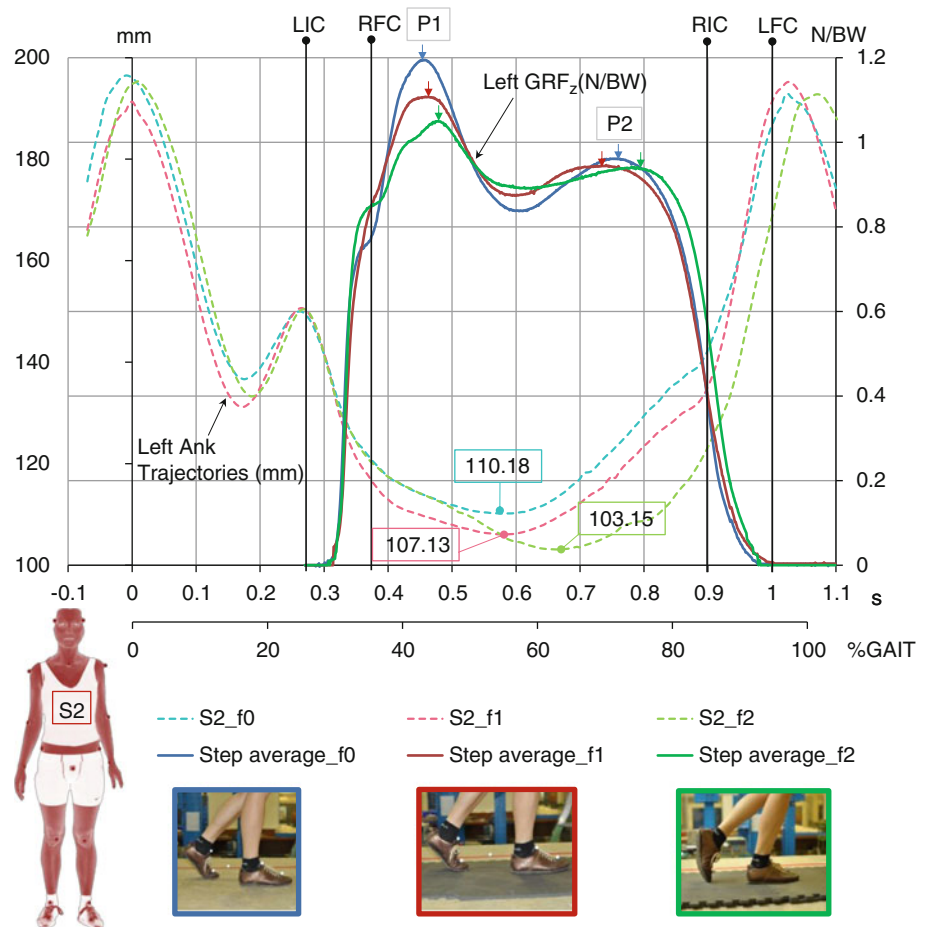 LIC RFC P1 RIC LFC
mm N/BW
200 1.2
Left GRFz(N/BW)
P2
180 1
0.8
160
0.6
140
0.4
Left Ank
Trajectories (mm)
120 110.18 0.2
103.15
107.13
100 0
-0.1 0 0.1 0.2 0.3 0.4 0.5 0.6 0.7 0.8 0.9 1 1.1 s
0 20 40 60 80 100 %GAIT
S2
S2_f0 S2_f1 S2_f2
Step average_f0 Step average_f1 Step average_f2